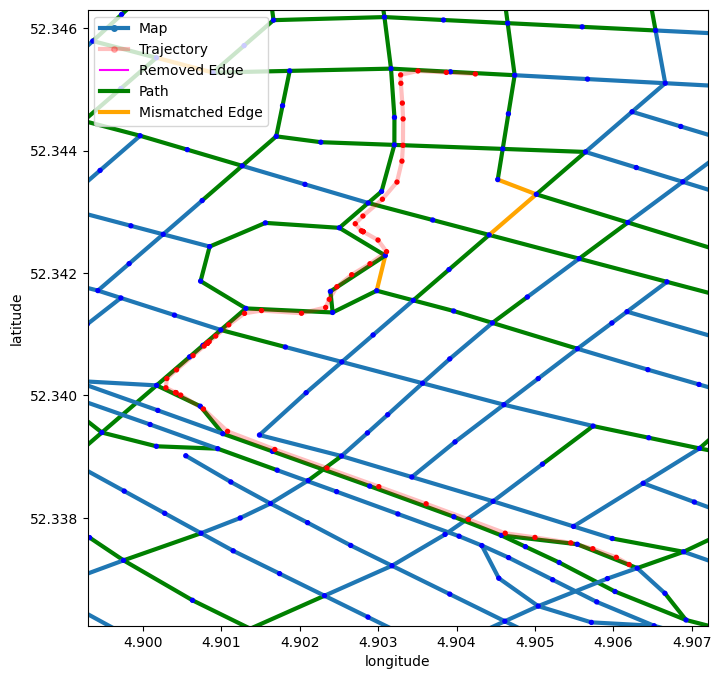 Map
Trajectory
Removed Edge
Path
Mismatched Edge
52.346
52.344
52.342
52.340
52.338
latitude
4.900 4.901 4.902 4.903 4.904 4.905 4.906 4.907
longitude